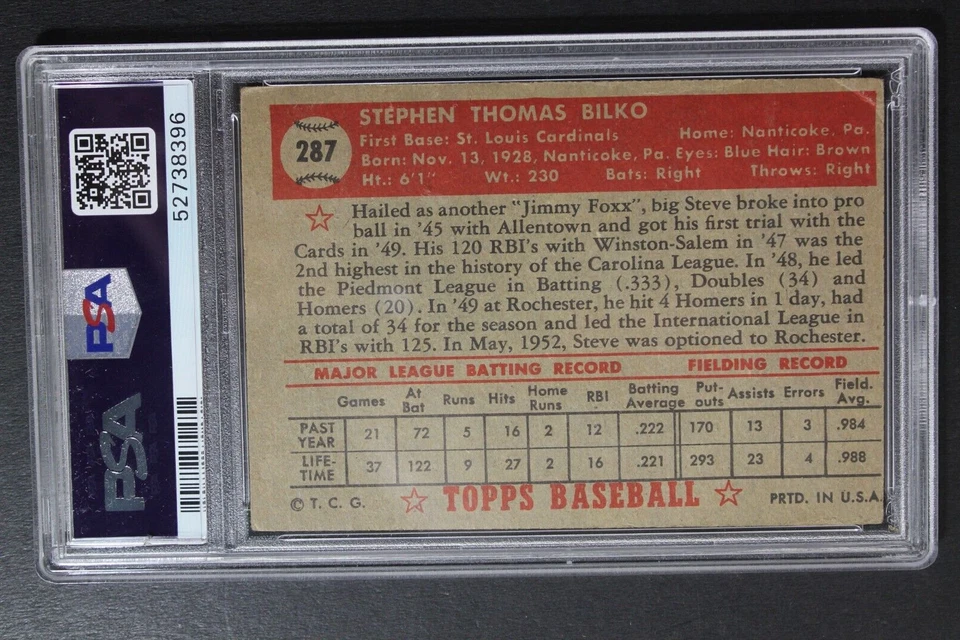 52738396
PSA
PSA
287
STEPHEN THOMAS BILKO
First Base: St. Louis Cardinals Home: Nanticoke, Pa.
Born: Nov. 13, 1928, Nanticoke, Pa. Eyes: Blue Hair: Brown
Ht.: 6'1" Wt.: 230 Bats: Right Throws: Right
Hailed as another "Jimmy Foxx", big Steve broke into pro
ball in '45 with Allentown and got his first trial with the
Cards in '49. His 120 RBI's with Winston-Salem in '47 was the
2nd highest in the history of the Carolina League. In '48, he led
the Piedmont League in Batting (.333), Doubles (34) and
Homers (20). In '49 at Rochester, he hit 4 Homers in 1 day, had
a total of 34 for the season and led the International League in
RBI's with 125. In May, 1952, Steve was optioned to Rochester.
MAJOR LEAGUE BATTING RECORD FIELDING RECORD
Games At Bat Runs Hits Home Runs RBI Batting Average Put-outs Assists Errors Field. Avg.
PAST YEAR 21 72 5 16 2 12 .222 170 13 3 .984
LIFE-TIME 37 122 9 27 2 16 .221 293 23 4 .988
© T. C. G. TOPPS BASEBALL PRTD. IN U.S.A.